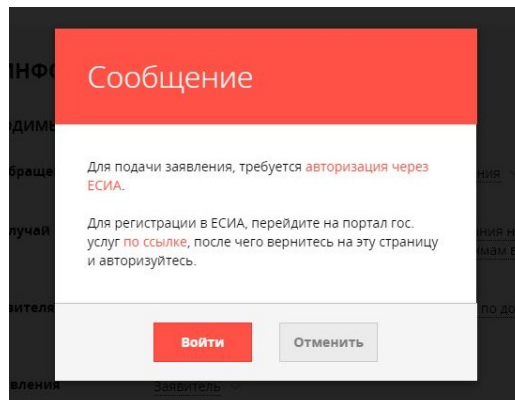 Сообщение
Для подачи заявления, требуется авторизация через
ЕСИА.
Для регистрации в ЕСИА, перейдите на портал гос.
услуг по ссылке, после чего вернитесь на эту страницу
и авторизуйтесь.
Войти
Отменить
Заявитель